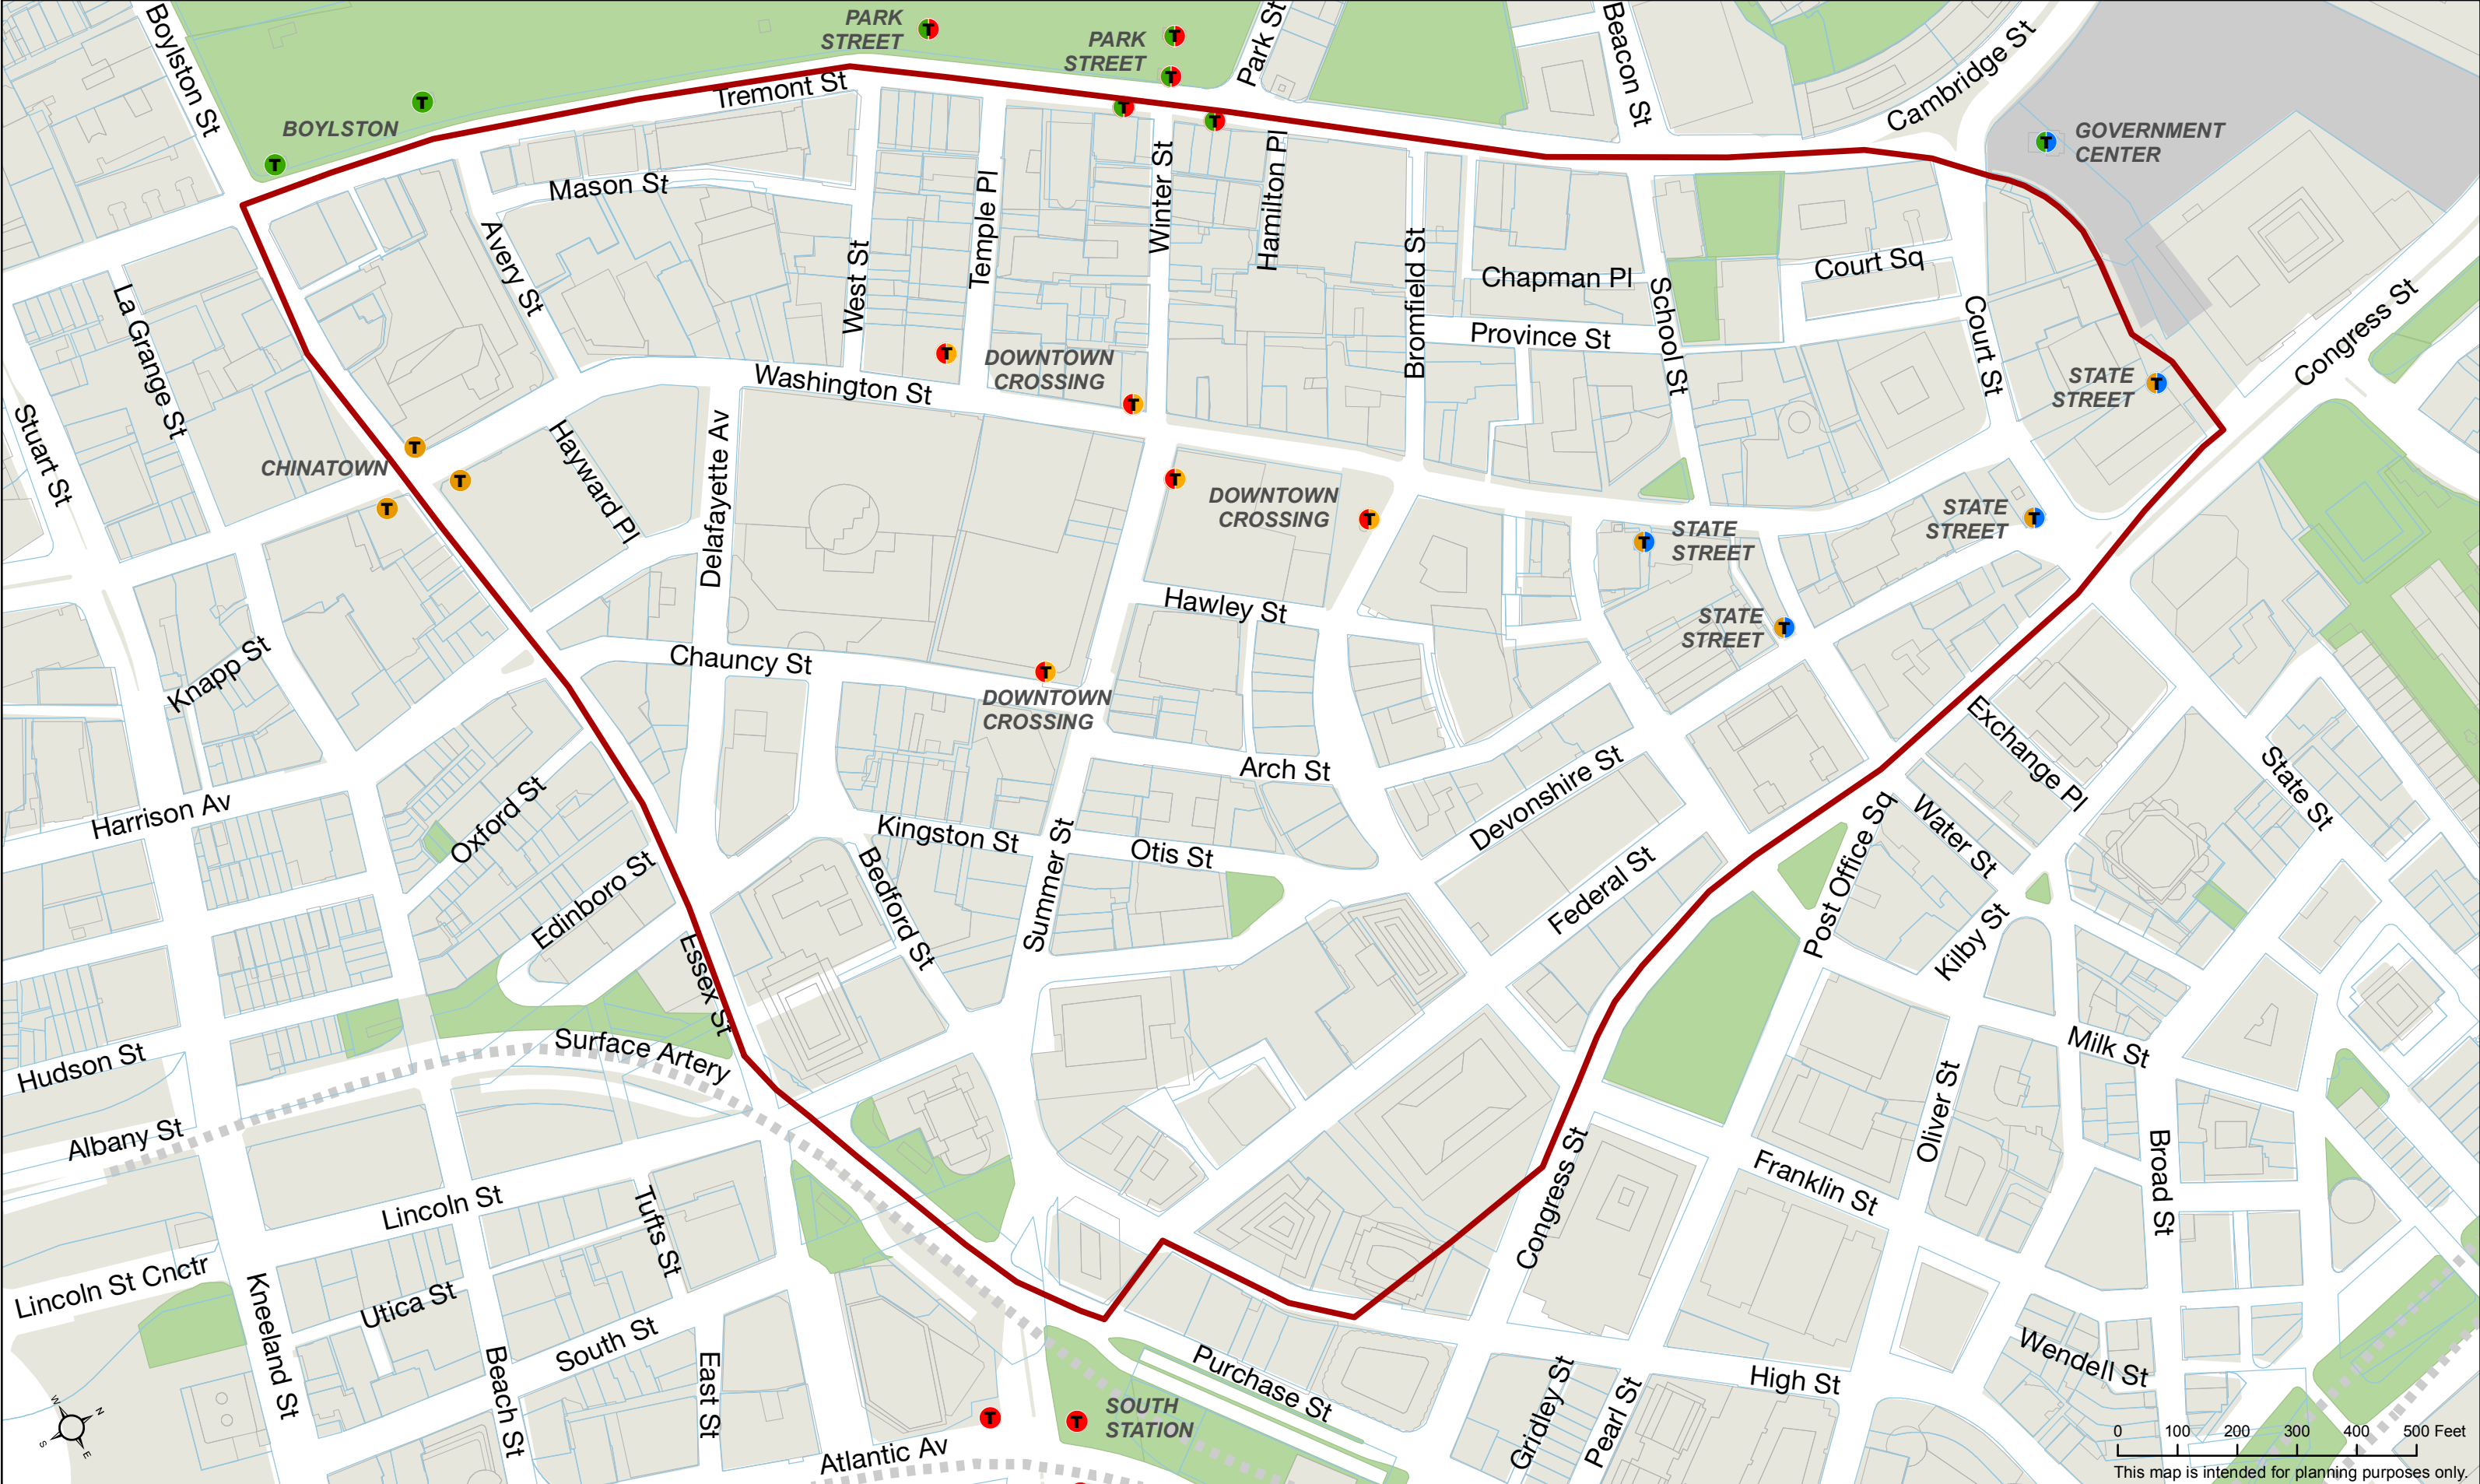 Boylston St
PARK
STREET
PARK
STREET
Park St
Beacon St
Cambridge St
T
T
T
T
T
T
T
T
BOYLSTON
Tremont St
GOVERNMENT
CENTER
Mason St
Avery St
West St
Temple Pl
Winter St
Hamilton Pl
Bromfield St
Chapman Pl
Province St
School St
Court Sq
Court St
Congress St
La Grange St
Stuart St
Washington St
T
DOWNTOWN
CROSSING
T
STATE
STREET
T
CHINATOWN
T
T
T
Hayward Pl
Delafayette Av
T
DOWNTOWN
CROSSING
T
T
STATE
STREET
STATE
STREET
T
STATE
STREET
T
Hawley St
Knapp St
Chauncy St
T
DOWNTOWN
CROSSING
Exchange Pl
State St
Arch St
Devonshire St
Harrison Av
Oxford St
Edinboro St
Kingston St
Otis St
Bedford St
Summer St
Federal St
Post Office Sq
Water St
Kilby St
Essex St
Surface Artery
Hudson St
Albany St
Milk St
Oliver St
Broad St
Franklin St
Congress St
Lincoln St
Tufts St
Lincoln St Cnctr
Utica St
Kneeland St
South St
Beach St
East St
Purchase St
High St
Wendell St
Gridley St
Pearl St
T
T
SOUTH
STATION
Atlantic Av
W
N
S
E
0 100 200 300 400 500 Feet
This map is intended for planning purposes only.